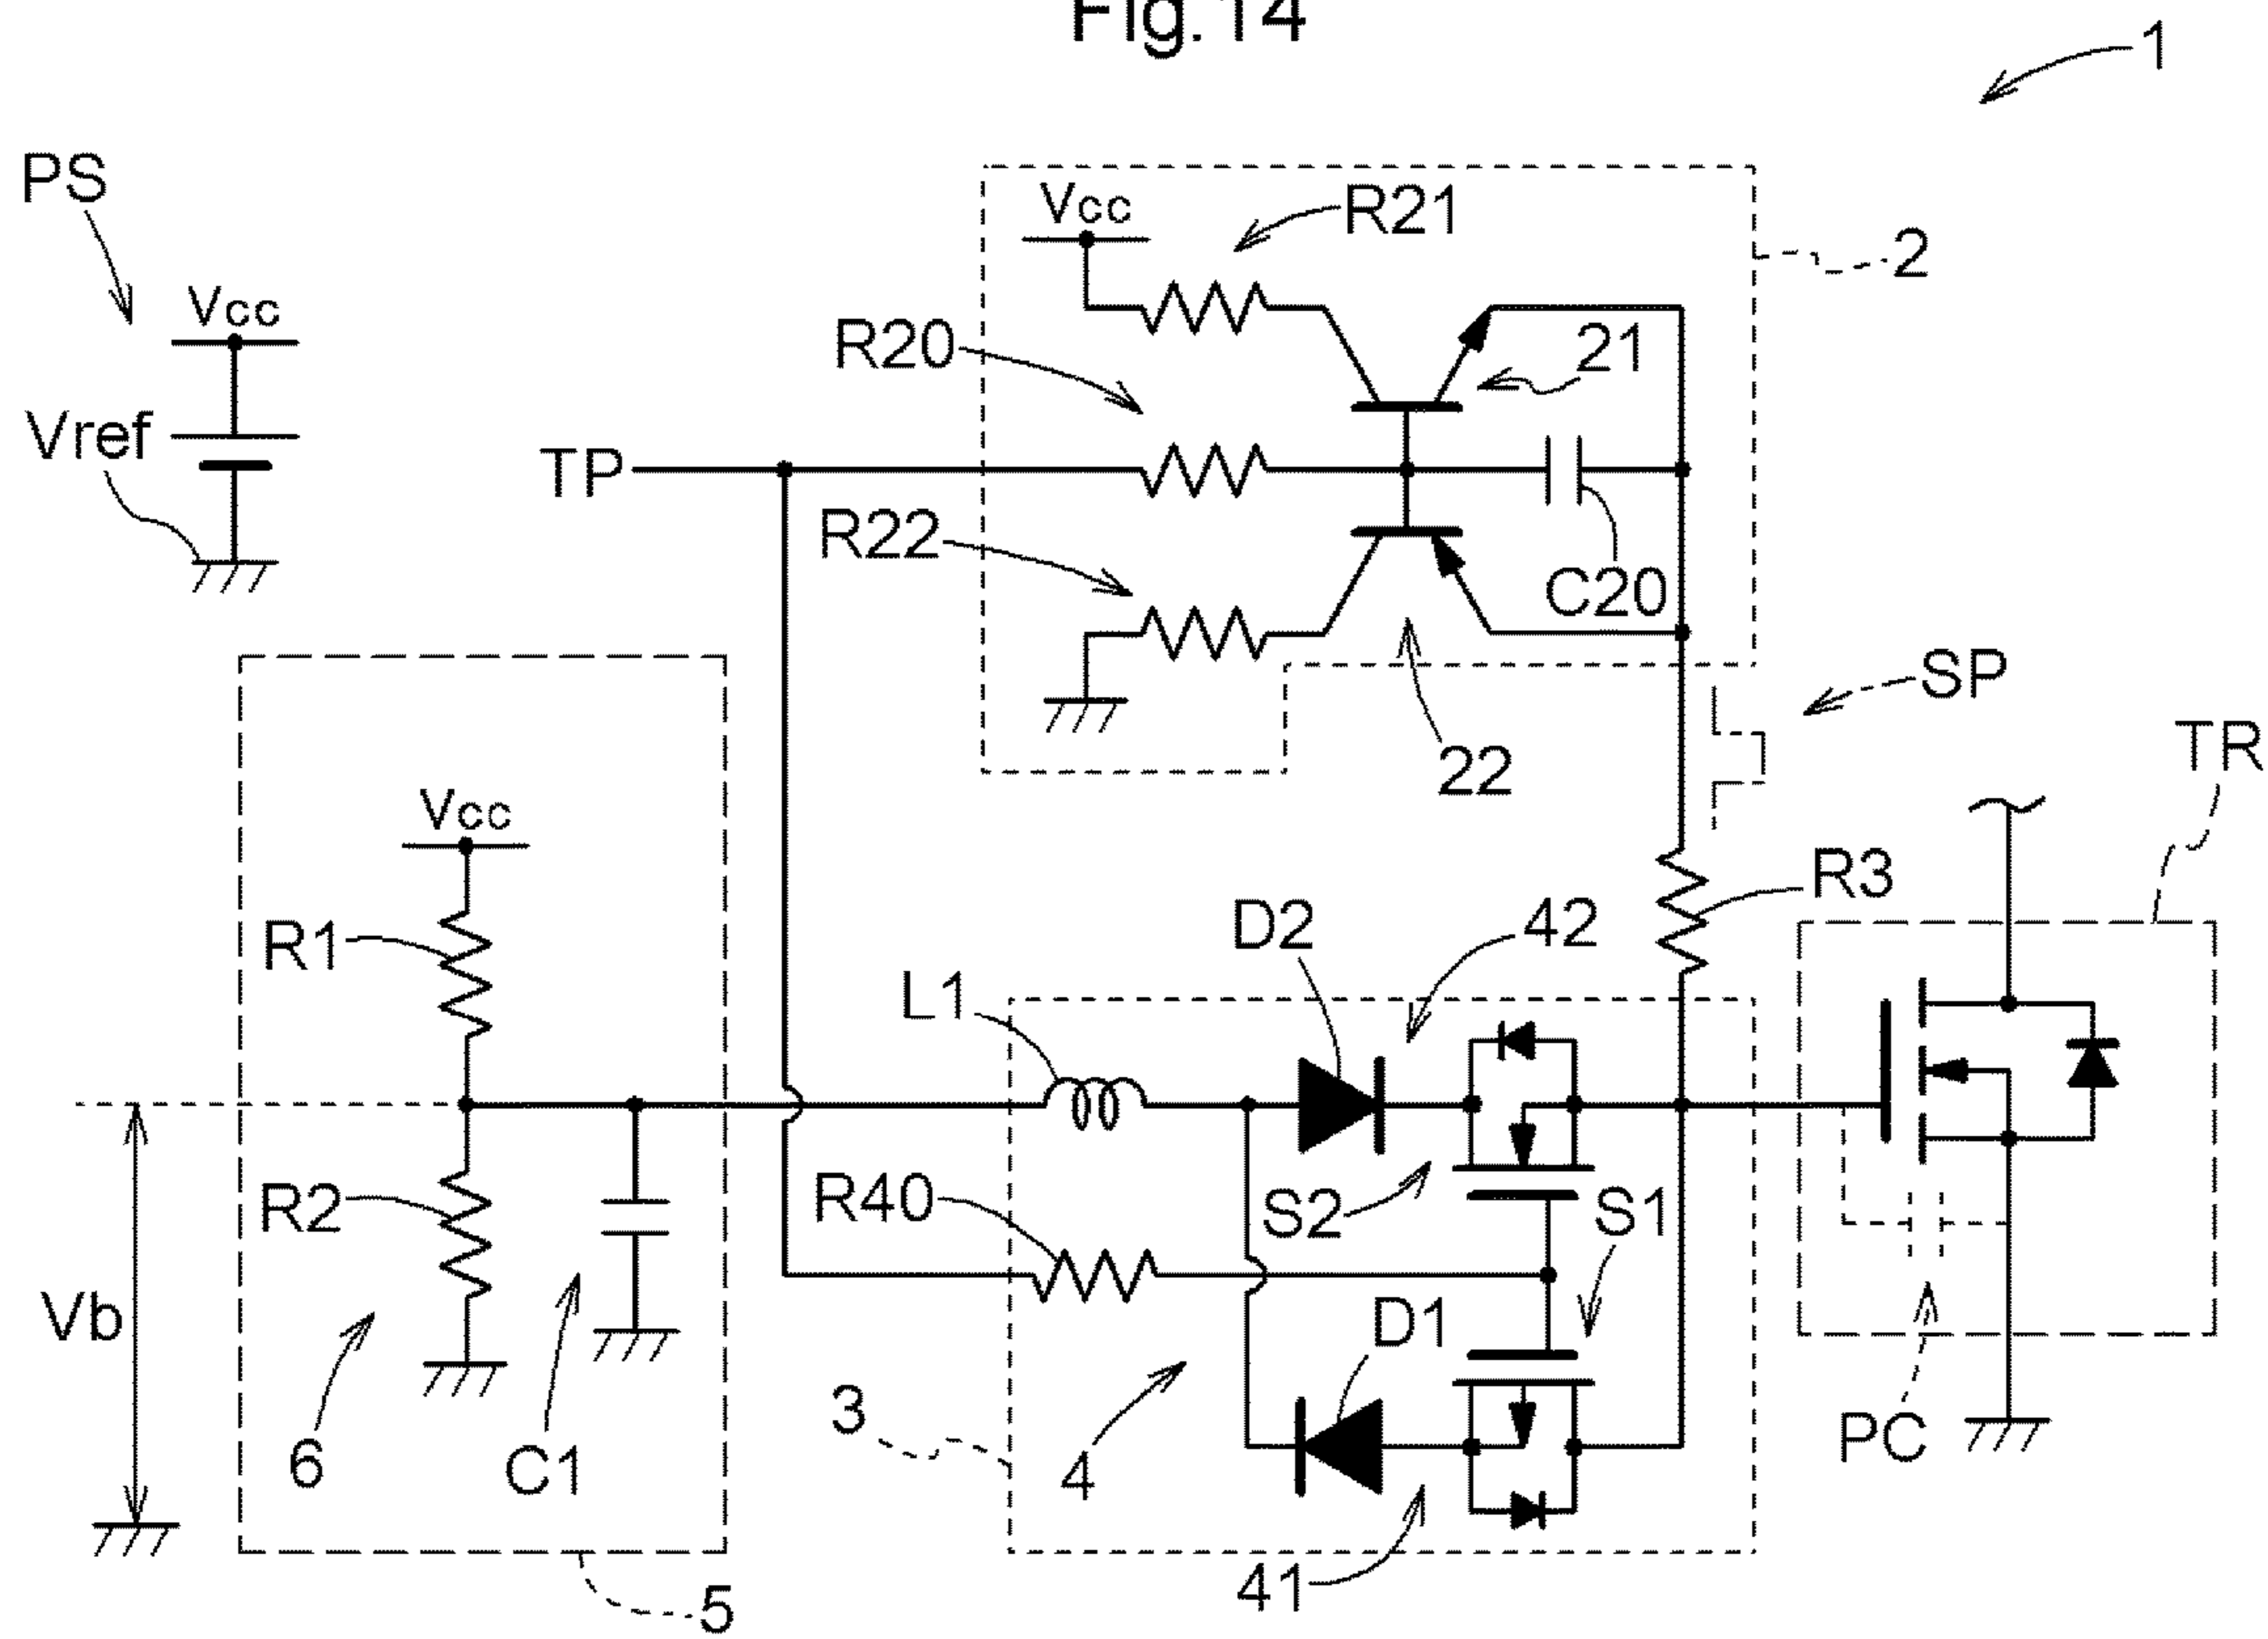 Fig.14
1
PS
Vcc
R21
2
Vcc
R20
21
Vref
TP
R22
C20
SP
22
TR
Vcc
R3
R1
D2
42
L1
R2
R40
S2
S1
Vb
D1
3
4
PC
6
C1
41
5